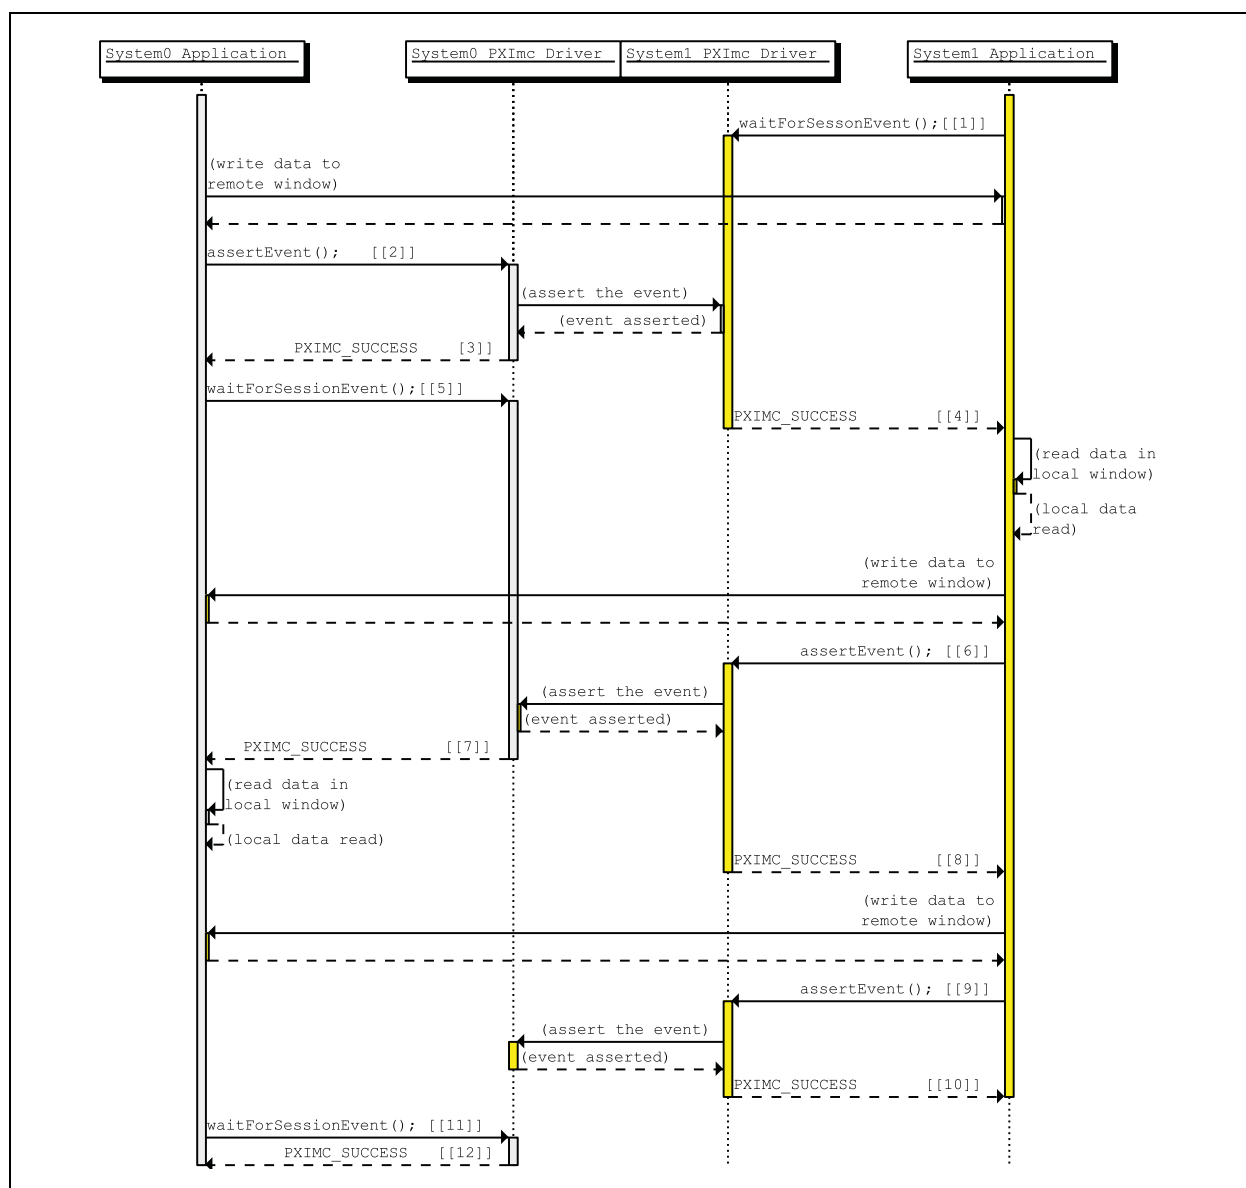 System0 Application
System0 PXImc Driver
System1 PXImc Driver
System1 Application
waitForSessonEvent();[[1]]
(write data to
remote window)
assertEvent(); [[2]]
(assert the event)
(event asserted)
PXIMC_SUCCESS [3]]
waitForSessionEvent();[[5]]
PXIMC_SUCCESS [[4]]
(read data in
local window)
(local data
read)
(write data to
remote window)
assertEvent(); [[6]]
(assert the event)
(event asserted)
PXIMC_SUCCESS [[7]]
(read data in
local window)
(local data read)
PXIMC_SUCCESS [[8]]
(write data to
remote window)
assertEvent(); [[9]]
(assert the event)
(event asserted)
PXIMC_SUCCESS [[10]]
waitForSessionEvent(); [[11]]
PXIMC_SUCCESS [[12]]